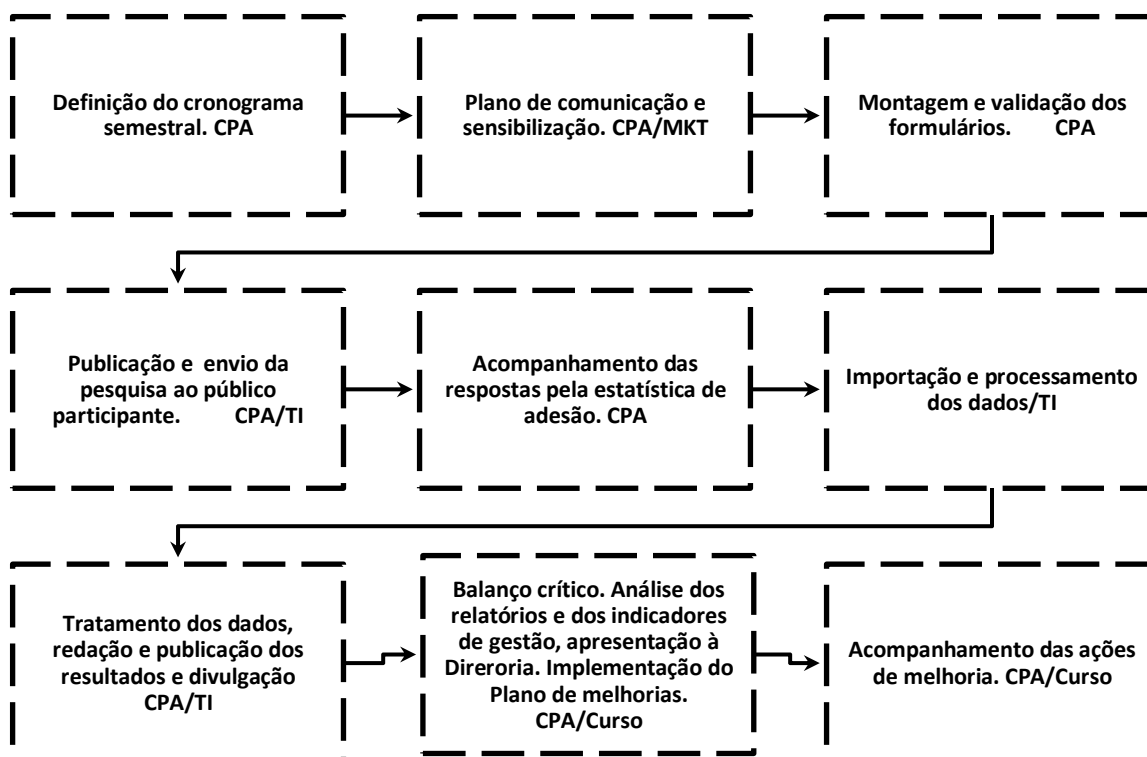 Definição do cronograma
semestral. CPA
Plano de comunicação e
sensibilização. CPA/MKT
Montagem e validação dos
formulários. CPA
Publicação e envio da
pesquisa ao público
participante. CPA/TI
Acompanhamento das
respostas pela estatística de
adesão. CPA
Importação e processamento
dos dados/TI
Tratamento dos dados,
redação e publicação dos
resultados e divulgação
CPA/TI
Balanço crítico. Análise dos
relatórios e dos indicadores
de gestão, apresentação à
Direroria. Implementação do
Plano de melhorias.
CPA/Curso
Acompanhamento das ações
de melhoria. CPA/Curso